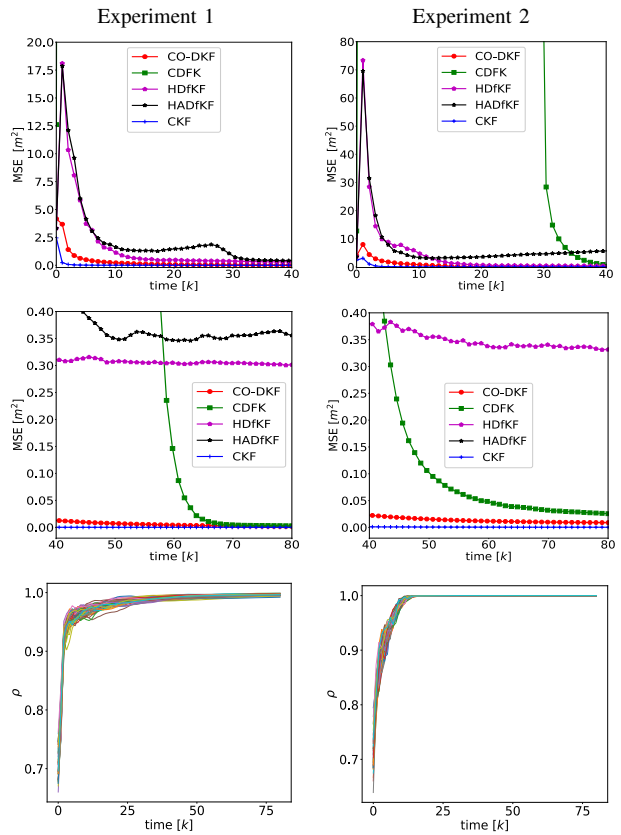 Experiment 1
Experiment 2
20.0
17.5
15.0
12.5
10.0
7.5
5.0
2.5
0.0
MSE [m²]
CO-DKF
CDFK
HDfKF
HADfKF
CKF
0
10
20
30
40
time [k]
80
70
60
50
40
30
20
10
0
MSE [m²]
CO-DKF
CDFK
HDfKF
HADfKF
CKF
0
10
20
30
40
time [k]
0.40
0.35
0.30
0.25
0.20
0.15
0.10
0.05
0.00
MSE [m²]
CO-DKF
CDFK
HDfKF
HADfKF
CKF
40
50
60
70
80
time [k]
0.40
0.35
0.30
0.25
0.20
0.15
0.10
0.05
0.00
MSE [m²]
CO-DKF
CDFK
HDfKF
HADfKF
CKF
40
50
60
70
80
time [k]
1.0
0.9
0.8
0.7
ρ
0
25
50
75
time [k]
1.0
0.9
0.8
0.7
ρ
0
25
50
75
time [k]